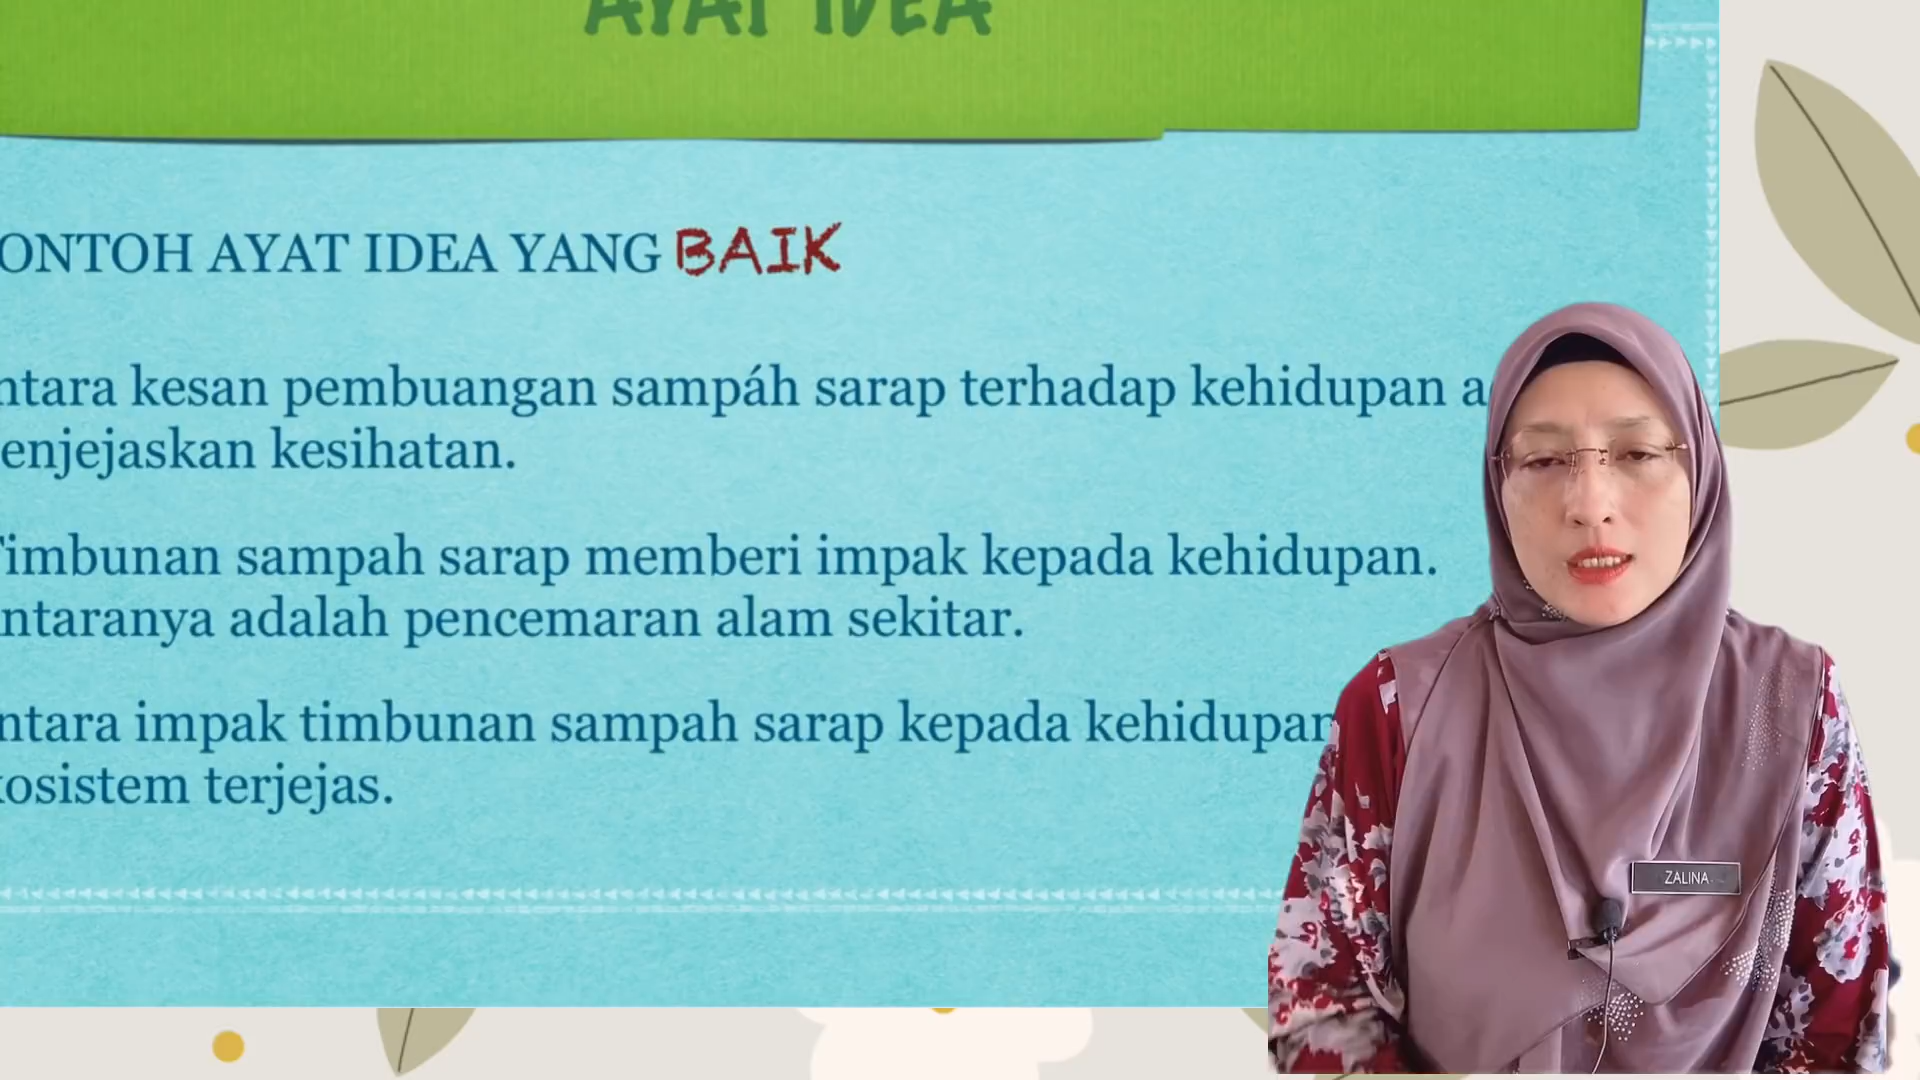 AYAT IDEA
ONTOH AYAT IDEA YANG BAIK
ntara kesan pembuangan sampáh sarap terhadap kehidupan a
enjejaskan kesihatan.
Timbunan sampah sarap memberi impak kepada kehidupan.
ntaranya adalah pencemaran alam sekitar.
ntara impak timbunan sampah sarap kepada kehidupan
kosistem terjejas.
ZALINA